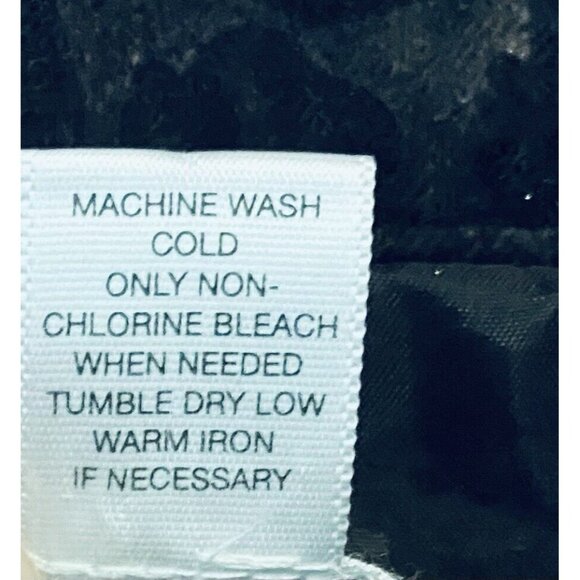 MACHINE WASH
COLD
ONLY NON-
CHLORINE BLEACH
WHEN NEEDED
TUMBLE DRY LOW
WARM IRON
IF NECESSARY